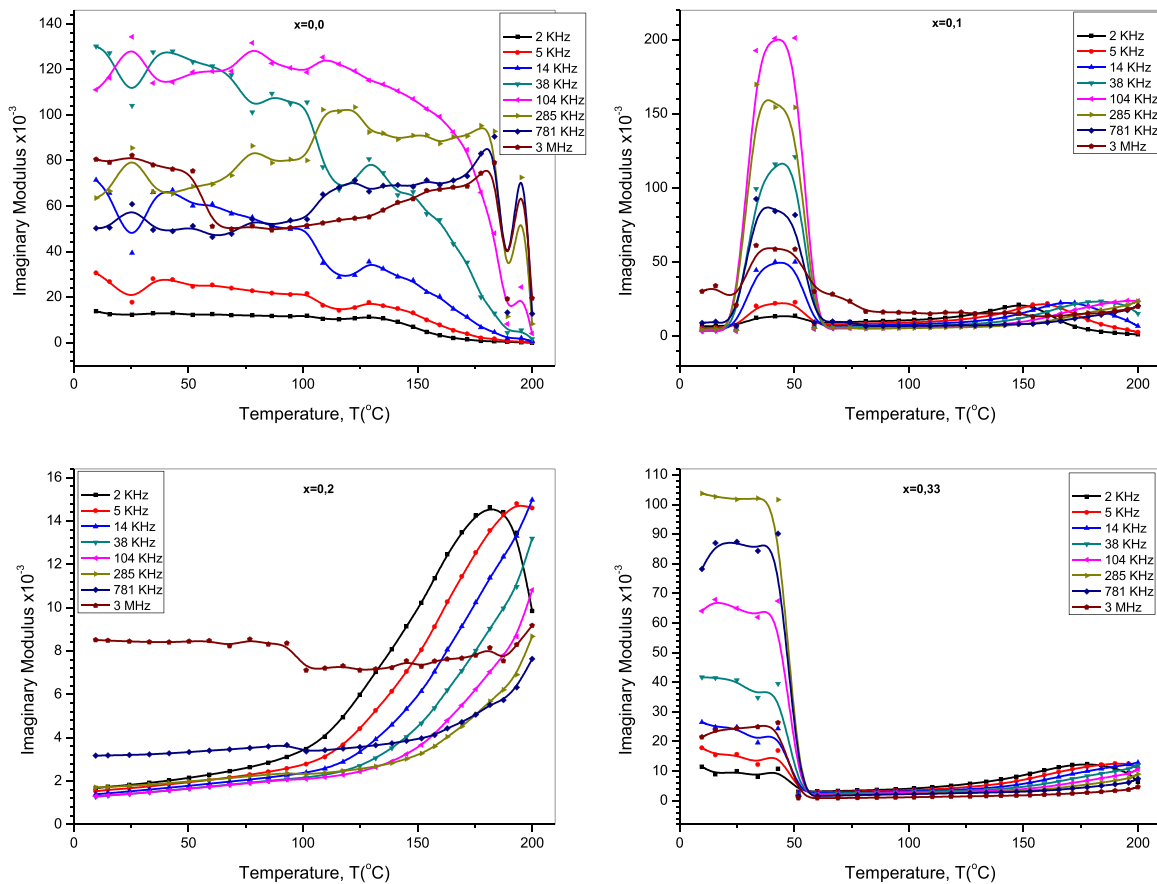 x=0,0
Imaginary Modulus x10-3
140
120
100
80
60
40
20
0
0
50
100
150
200
Temperature, T(oC)
2 KHz
5 KHz
14 KHz
38 KHz
104 KHz
285 KHz
781 KHz
3 MHz
x=0,1
Imaginary Modulus x10-3
200
150
100
50
0
0
50
100
150
200
Temperature, T(oC)
2 KHz
5 KHz
14 KHz
38 KHz
104 KHz
285 KHz
781 KHz
3 MHz
x=0,2
Imaginary Modulus x10-3
16
14
12
10
8
6
4
2
0
0
50
100
150
200
Temperature, T(oC)
2 KHz
5 KHz
14 KHz
38 KHz
104 KHz
285 KHz
781 KHz
3 MHz
x=0,33
Imaginary Modulus x10-3
110
100
90
80
70
60
50
40
30
20
10
0
0
50
100
150
200
Temperature, T(oC)
2 KHz
5 KHz
14 KHz
38 KHz
104 KHz
285 KHz
781 KHz
3 MHz